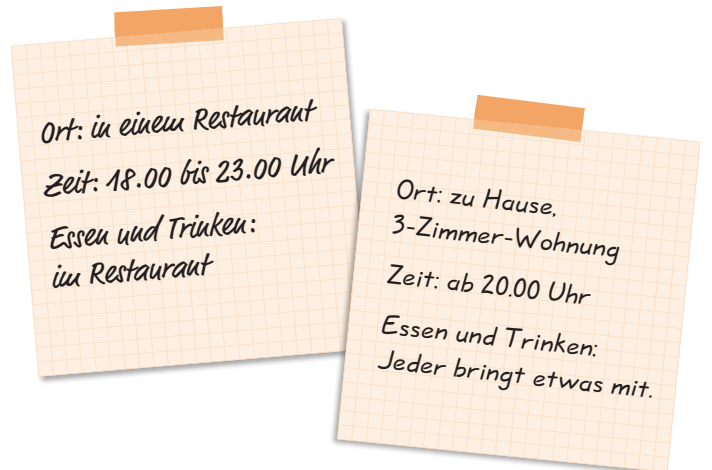 Ort: in einem Restaurant
Zeit: 18.00 bis 23.00 Uhr
Essen und Trinken:
im Restaurant
Ort: zu Hause,
3-Zimmer-Wohnung
Zeit: ab 20.00 Uhr
Essen und Trinken:
Jeder bringt etwas mit.